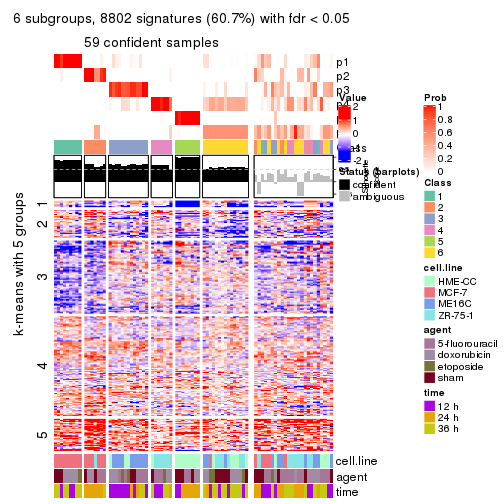 6 subgroups, 8802 signatures (60.7%) with fdr < 0.05
59 confident samples
p1
p2
p3
Value
2
1
0
-1
-2
Status (barplots)
confident
ambiguous
Silhouette
k-means with 5 groups
1
2
3
4
5
cell.line
agent
time
Prob
1
0.8
0.6
0.4
0.2
0
Class
1
2
3
4
5
6
cell.line
HME-CC
MCF-7
ME16C
ZR-75-1
agent
5-fluorouracil
doxorubicin
etoposide
sham
time
12 h
24 h
36 h